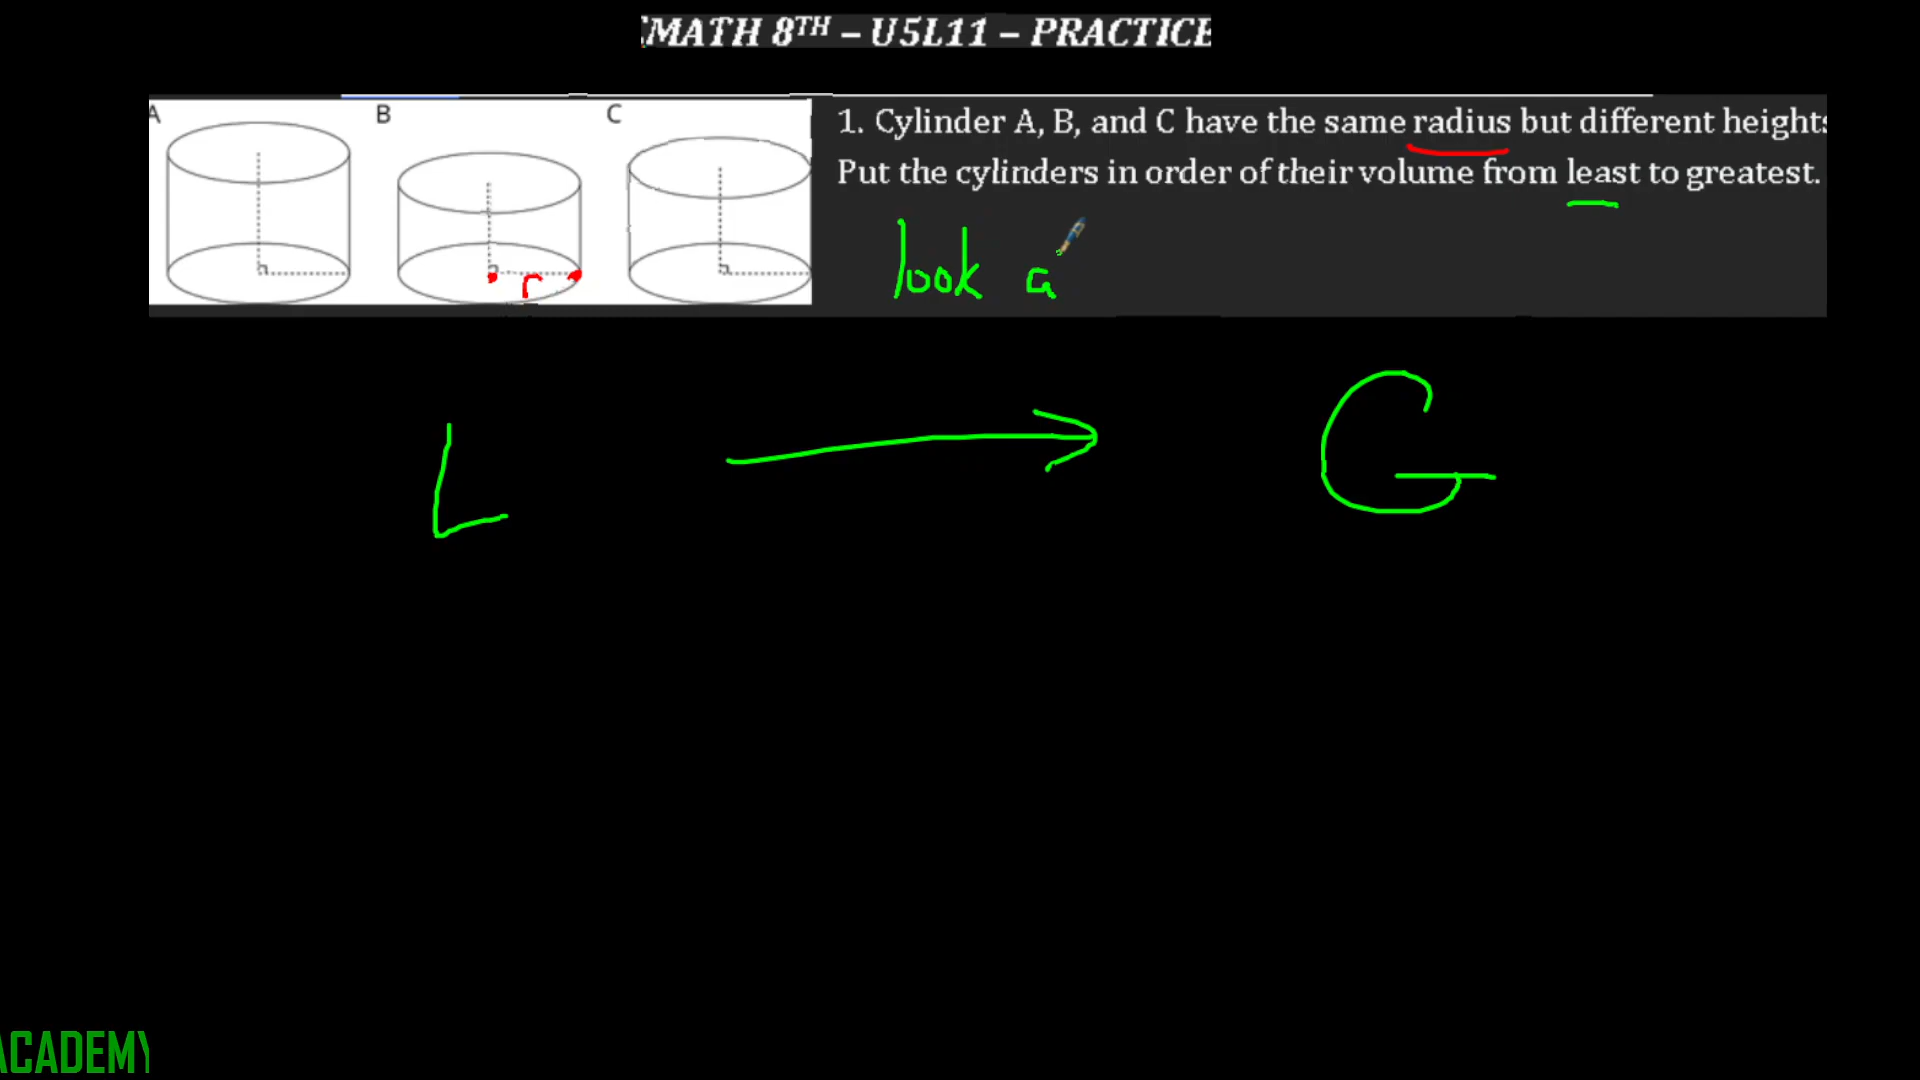 MATH 8TH – U5L11 – PRACTICE
A B C
1. Cylinder A, B, and C have the same radius but different heights
Put the cylinders in order of their volume from least to greatest.
look a
r
L → G
ACADEMY